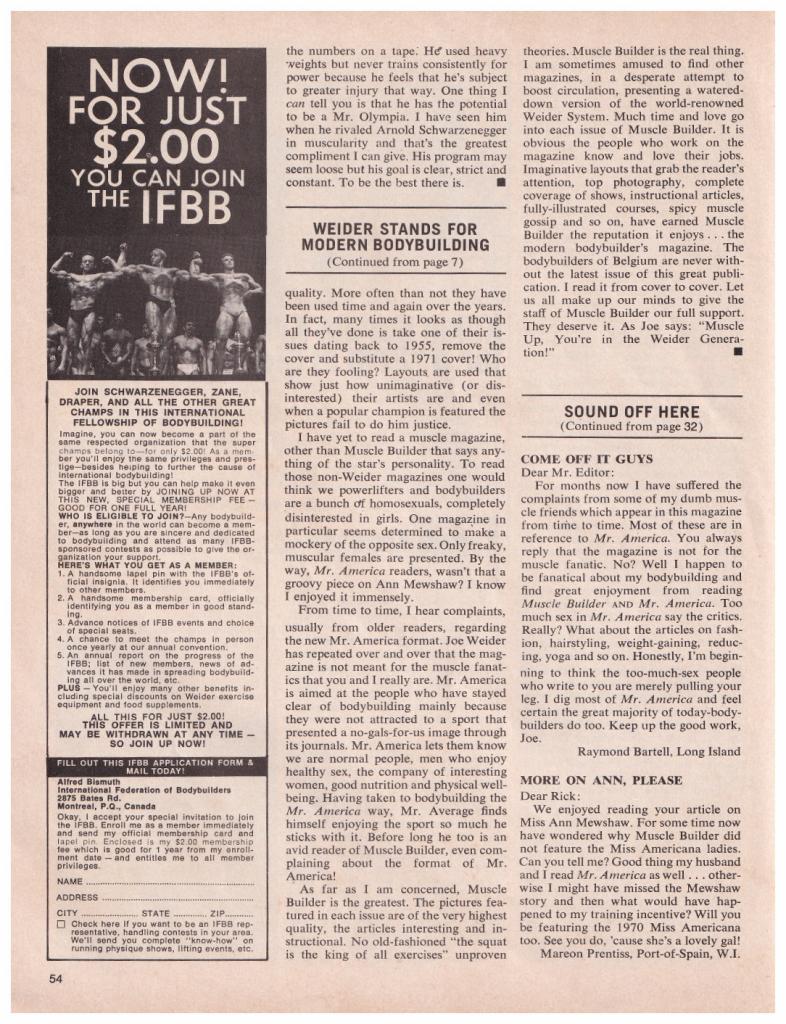 NOW!
FOR JUST
$2.00
YOU CAN JOIN
THE IFBB
JOIN SCHWARZENEGGER, ZANE,
DRAPER, AND ALL THE OTHER GREAT
CHAMPS IN THIS INTERNATIONAL
FELLOWSHIP OF BODYBUILDING!
Imagine, you can now become a part of the
same respected organization that the super
champs belong to—for only $2.00! As a mem-
ber you'll enjoy the same privileges and pres-
tige—besides helping to further the cause of
international bodybuilding!
The IFBB is big but you can help make it even
bigger and better by JOINING UP NOW AT
THIS NEW, SPECIAL MEMBERSHIP FEE—
GOOD FOR ONE FULL YEAR!
WHO IS ELIGIBLE TO JOIN?—Any bodybuild-
er, anywhere in the world can become a mem-
ber—as long as you are sincere and dedicated
to bodybuilding and attend as many IFBB-
sponsored contests as possible to give the or-
ganization your support.
HERE'S WHAT YOU GET AS A MEMBER:
1. A handsome lapel pin with the IFBB's of-
ficial insignia. It identifies you immediately
to other members.
2. A handsome membership card, officially
identifying you as a member in good stand-
ing.
3. Advance notices of IFBB events and choice
of special seats.
4. A chance to meet the champs in person
once yearly at our annual convention.
5. An annual report on the progress of the
IFBB; list of new members, news of ad-
vances it has made in spreading bodybuild-
ing all over the world, etc.
PLUS—You'll enjoy many other benefits in-
cluding special discounts on Weider exercise
equipment and food supplements.
ALL THIS FOR JUST $2.00!
THIS OFFER IS LIMITED AND
MAY BE WITHDRAWN AT ANY TIME—
SO JOIN UP NOW!
FILL OUT THIS IFBB APPLICATION FORM &
MAIL TODAY!
Alfred Bismuth
International Federation of Bodybuilders
2875 Bates Rd.
Montreal, P.Q., Canada
Okay, I accept your special invitation to join
the IFBB. Enroll me as a member immediately
and send my official membership card and
lapel pin. Enclosed is my $2.00 membership
fee which is good for 1 year from my enroll-
ment date—and entitles me to all member
privileges.
NAME
ADDRESS
CITY STATE ZIP
Check here if you want to be an IFBB rep-
resentative, handling contests in your area.
We'll send you complete "know-how" on
running physique shows, lifting events, etc.
54
the numbers on a tape. He used heavy
weights but never trains consistently for
power because he feels that he's subject
to greater injury that way. One thing I
can tell you is that he has the potential
to be a Mr. Olympia. I have seen him
when he rivaled Arnold Schwarzenegger
in muscularity and that's the greatest
compliment I can give. His program may
seem loose but his goal is clear, strict and
constant. To be the best there is.
WEIDER STANDS FOR
MODERN BODYBUILDING
(Continued from page 7)
quality. More often than not they have
been used time and again over the years.
In fact, many times it looks as though
all they've done is take one of their is-
sues dating back to 1955, remove the
cover and substitute a 1971 cover! Who
are they fooling? Layouts are used that
show just how unimaginative (or dis-
interested) their artists are and even
when a popular champion is featured the
pictures fail to do him justice.
I have yet to read a muscle magazine,
other than Muscle Builder that says any-
thing of the star's personality. To read
those non-Weider magazines one would
think we powerlifters and bodybuilders
are a bunch of homosexuals, completely
disinterested in girls. One magazine in
particular seems determined to make a
mockery of the opposite sex. Only freaky,
muscular females are presented. By the
way, Mr. America readers, wasn't that a
groovy piece on Ann Mewshaw? I know
I enjoyed it immensely.
From time to time, I hear complaints,
usually from older readers, regarding
the new Mr. America format. Joe Weider
has repeated over and over that the mag-
azine is not meant for the muscle fanat-
ics that you and I really are. Mr. America
is aimed at the people who have stayed
clear of bodybuilding mainly because
they were not attracted to a sport that
presented a no-gals-for-us image through
its journals. Mr. America lets them know
we are normal people, men who enjoy
healthy sex, the company of interesting
women, good nutrition and physical well-
being. Having taken to bodybuilding the
Mr. America way, Mr. Average finds
himself enjoying the sport so much he
sticks with it. Before long he too is an
avid reader of Muscle Builder, even com-
plaining about the format of Mr.
America!
As far as I am concerned, Muscle
Builder is the greatest. The pictures fea-
tured in each issue are of the very highest
quality, the articles interesting and in-
structional. No old-fashioned "the squat
is the king of all exercises" unproven
theories. Muscle Builder is the real thing.
I am sometimes amused to find other
magazines, in a desperate attempt to
boost circulation, presenting a watered-
down version of the world-renowned
Weider System. Much time and love go
into each issue of Muscle Builder. It is
obvious the people who work on the
magazine know and love their jobs.
Imaginative layouts that grab the reader's
attention, top photography, complete
coverage of shows, instructional articles,
fully-illustrated courses, spicy muscle
gossip and so on, have earned Muscle
Builder the reputation it enjoys . . . the
modern bodybuilder's magazine. The
bodybuilders of Belgium are never with-
out the latest issue of this great publi-
cation. I read it from cover to cover. Let
us all make up our minds to give the
staff of Muscle Builder our full support.
They deserve it. As Joe says: "Muscle
Up, You're in the Weider Genera-
tion!"
SOUND OFF HERE
(Continued from page 32)
COME OFF IT GUYS
Dear Mr. Editor:
For months now I have suffered the
complaints from some of my dumb mus-
cle friends which appear in this magazine
from time to time. Most of these are in
reference to Mr. America. You always
reply that the magazine is not for the
muscle fanatic. No? Well I happen to
be fanatical about my bodybuilding and
find great enjoyment from reading
Muscle Builder AND Mr. America. Too
much sex in Mr. America say the critics.
Really? What about the articles on fash-
ion, hairstyling, weight-gaining, reduc-
ing, yoga and so on. Honestly, I'm begin-
ning to think the too-much-sex people
who write to you are merely pulling your
leg. I dig most of Mr. America and feel
certain the great majority of today-body-
builders do too. Keep up the good work,
Joe.
Raymond Bartell, Long Island
MORE ON ANN, PLEASE
Dear Rick:
We enjoyed reading your article on
Miss Ann Mewshaw. For some time now
have wondered why Muscle Builder did
not feature the Miss Americana ladies.
Can you tell me? Good thing my husband
and I read Mr. America as well . . . other-
wise I might have missed the Mewshaw
story and then what would have hap-
pened to my training incentive? Will you
be featuring the 1970 Miss Americana
too. See you do, 'cause she's a lovely gal!
Mareon Prentiss, Port-of-Spain, W.I.